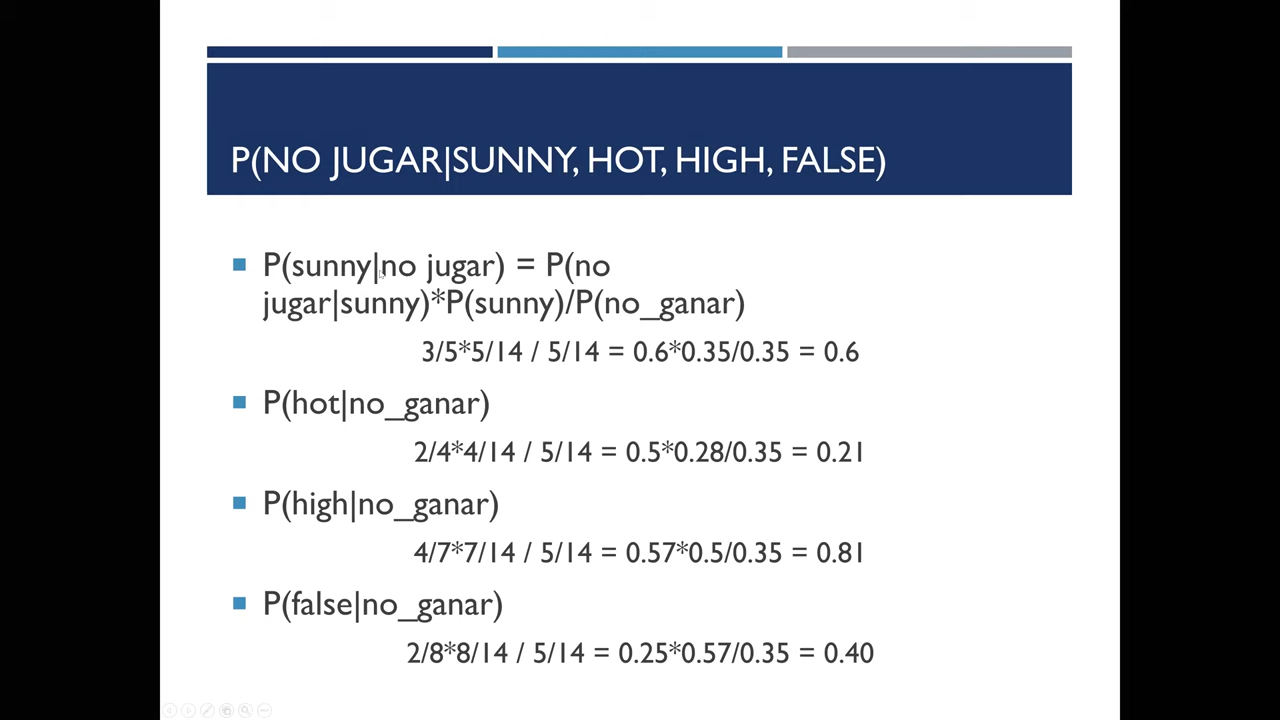 P(NO JUGAR|SUNNY, HOT, HIGH, FALSE)
P(sunny|no jugar) = P(no
jugar|sunny)*P(sunny)/P(no_ganar)
3/5*5/14 / 5/14 = 0.6*0.35/0.35 = 0.6
P(hot|no_ganar)
2/4*4/14 / 5/14 = 0.5*0.28/0.35 = 0.21
P(high|no_ganar)
4/7*7/14 / 5/14 = 0.57*0.5/0.35 = 0.81
P(false|no_ganar)
2/8*8/14 / 5/14 = 0.25*0.57/0.35 = 0.40